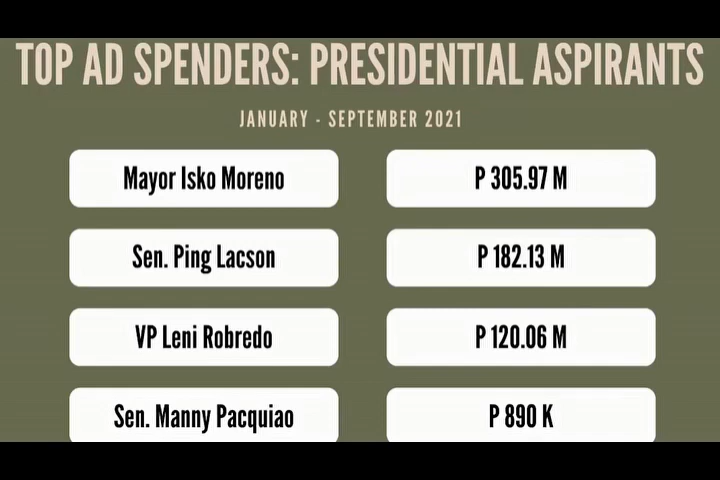 TOP AD SPENDERS: PRESIDENTIAL ASPIRANTS
JANUARY - SEPTEMBER 2021
Mayor Isko Moreno P 305.97 M
Sen. Ping Lacson P 182.13 M
VP Leni Robredo P 120.06 M
Sen. Manny Pacquiao P 890 K